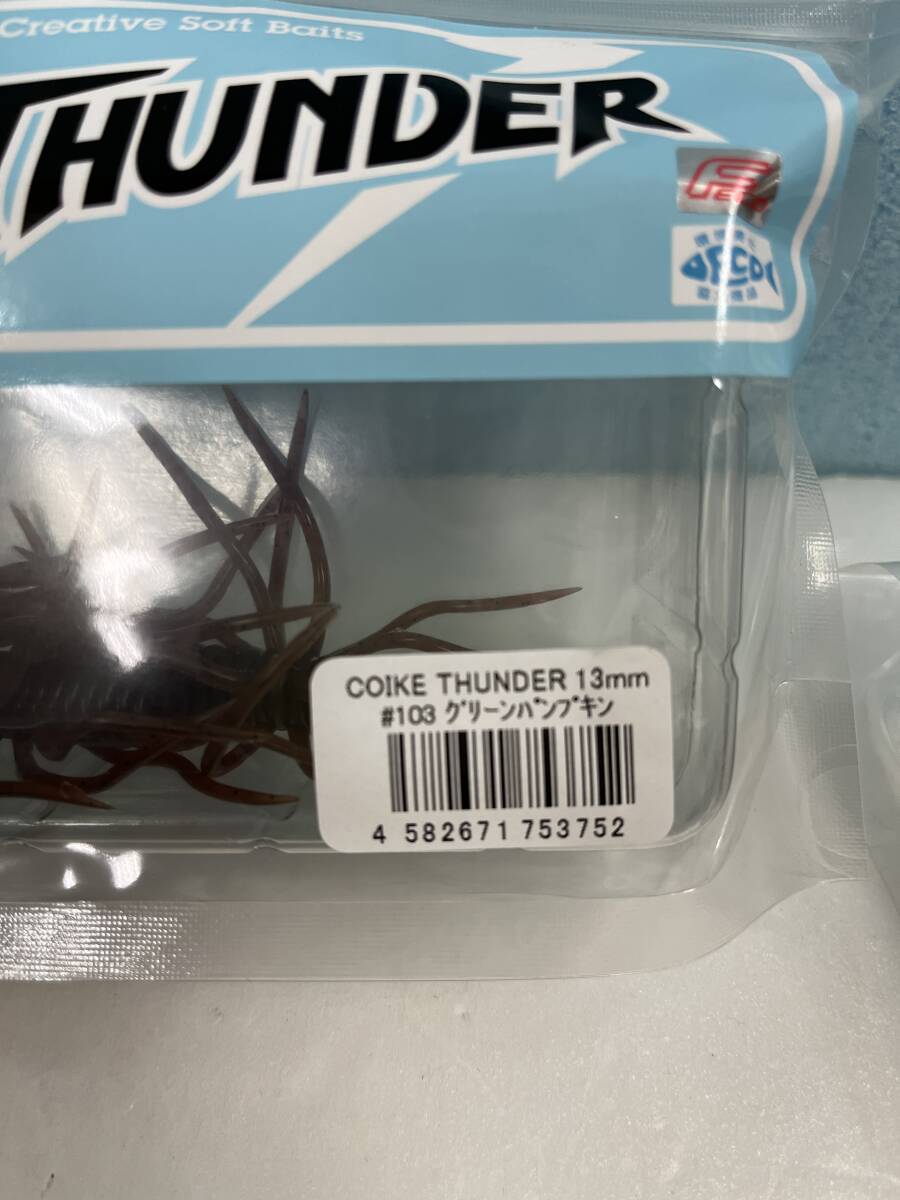 Creative Soft Baits
THUNDER
Feco
COIKE THUNDER 13mm
#103 グリーンパンプキン
4 582671 753752